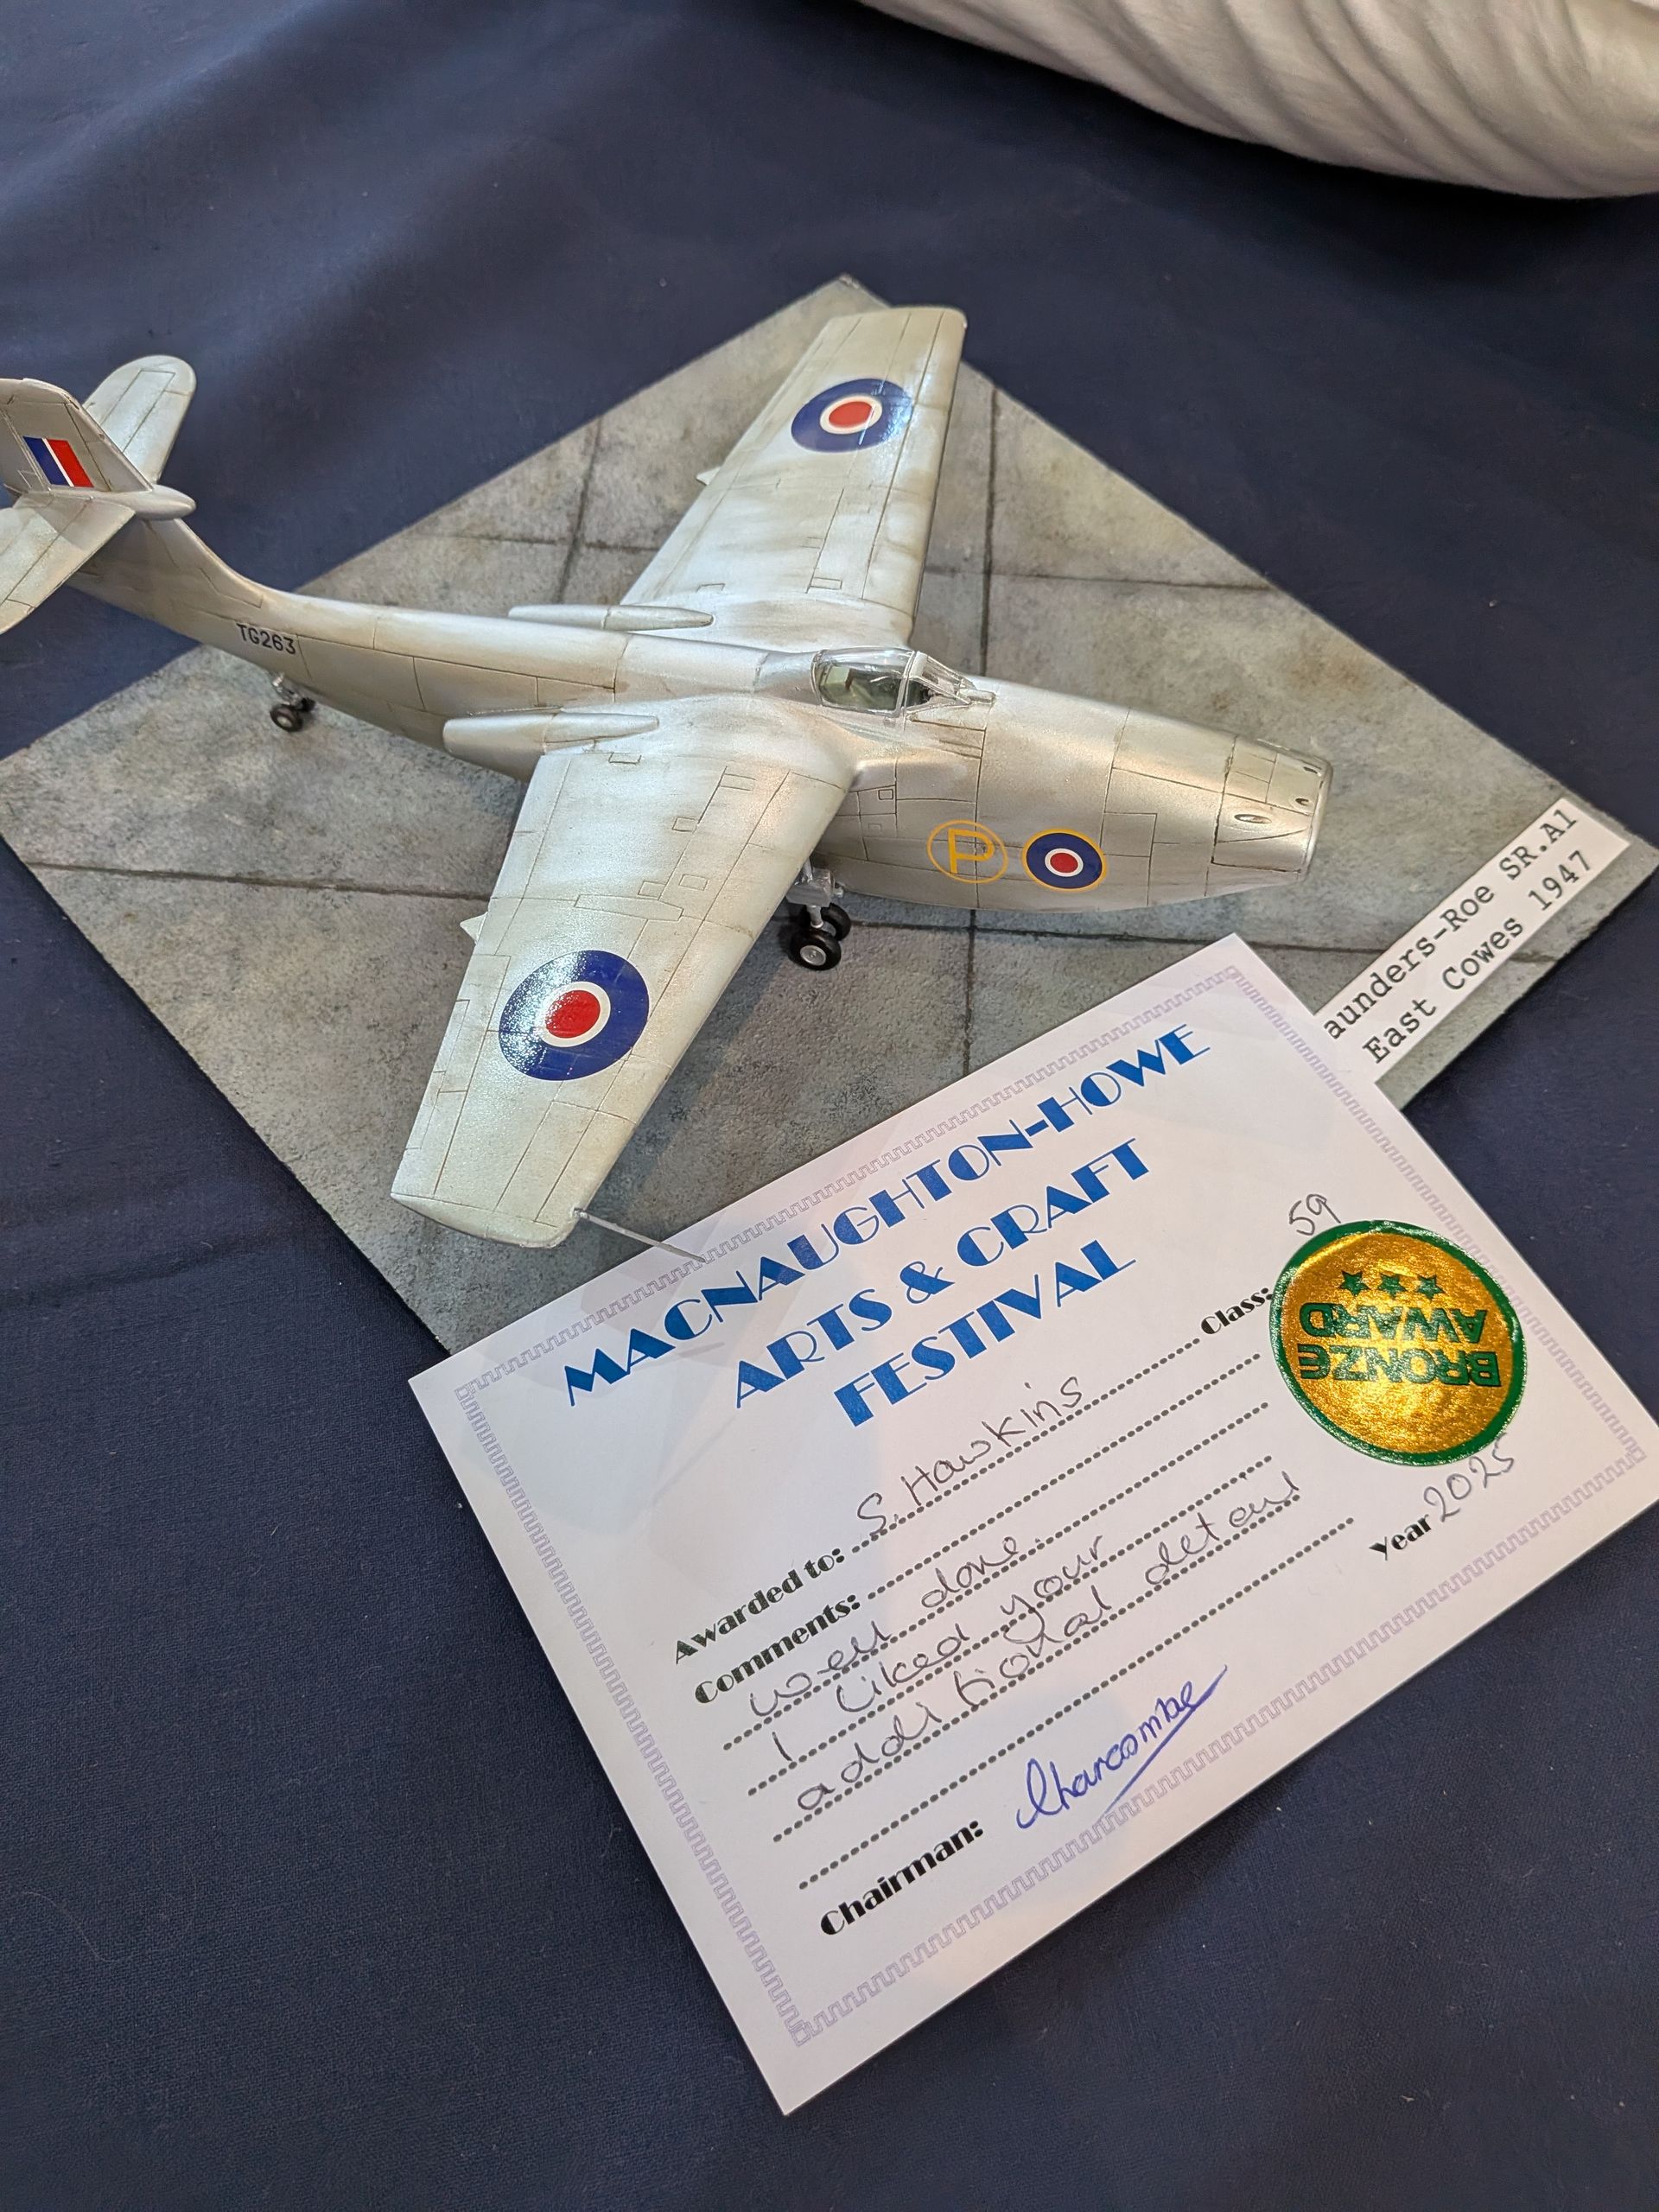 TG263
P
aunders-Roe SR.A1
East Cowes 1947
MACNAUGHTON-HOWE
ARTS & CRAFT
FESTIVAL
Awarded to: S. Hawkins Class: 59
Comments:
well done.
I liked your
additional detail
Chairman:
Year 2025
BRONZE
AWARD